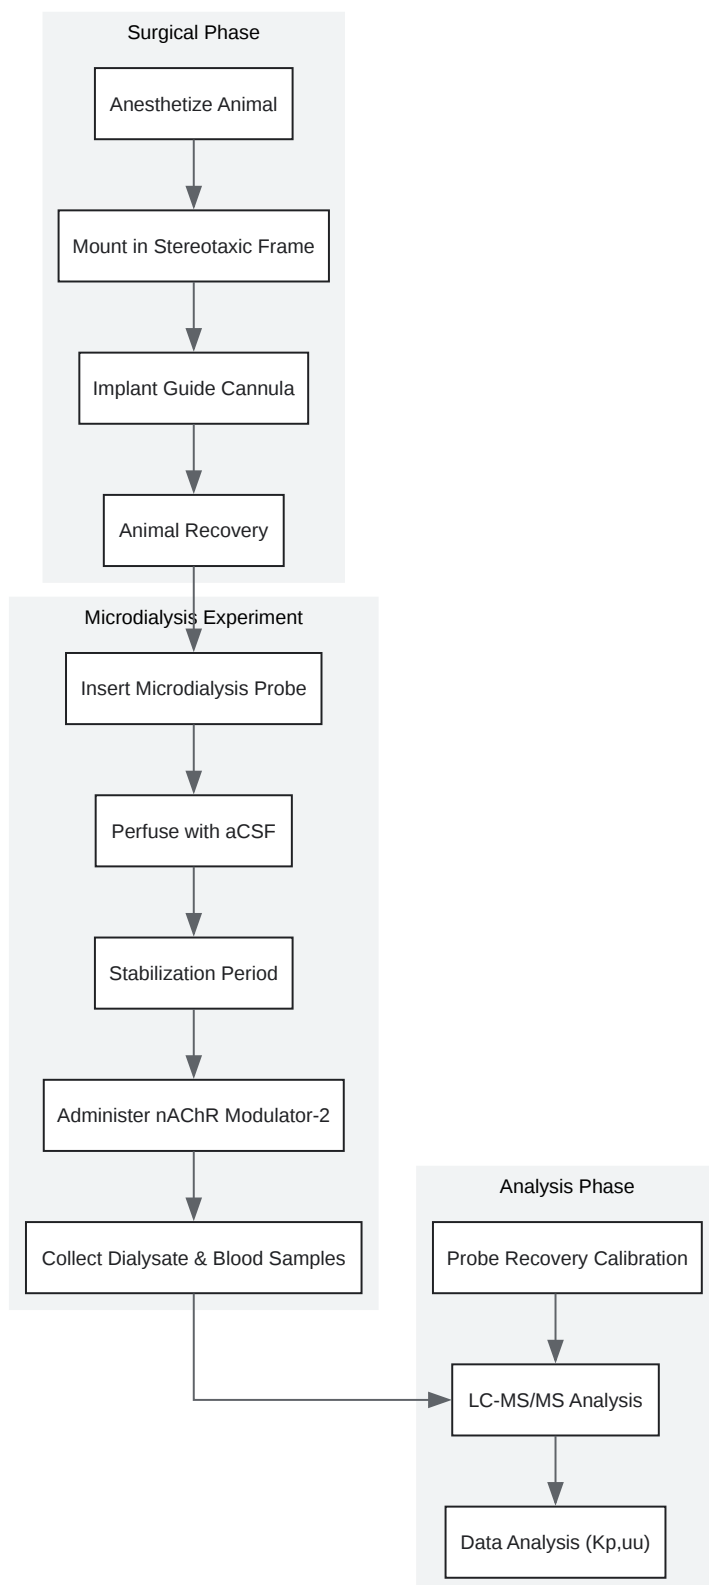 Surgical Phase
Anesthetize Animal
Mount in Stereotaxic Frame
Implant Guide Cannula
Animal Recovery
Microdialysis Experiment
Insert Microdialysis Probe
Perfuse with aCSF
Stabilization Period
Administer nAChR Modulator-2
Collect Dialysate & Blood Samples
Analysis Phase
Probe Recovery Calibration
LC-MS/MS Analysis
Data Analysis (Kp,uu)